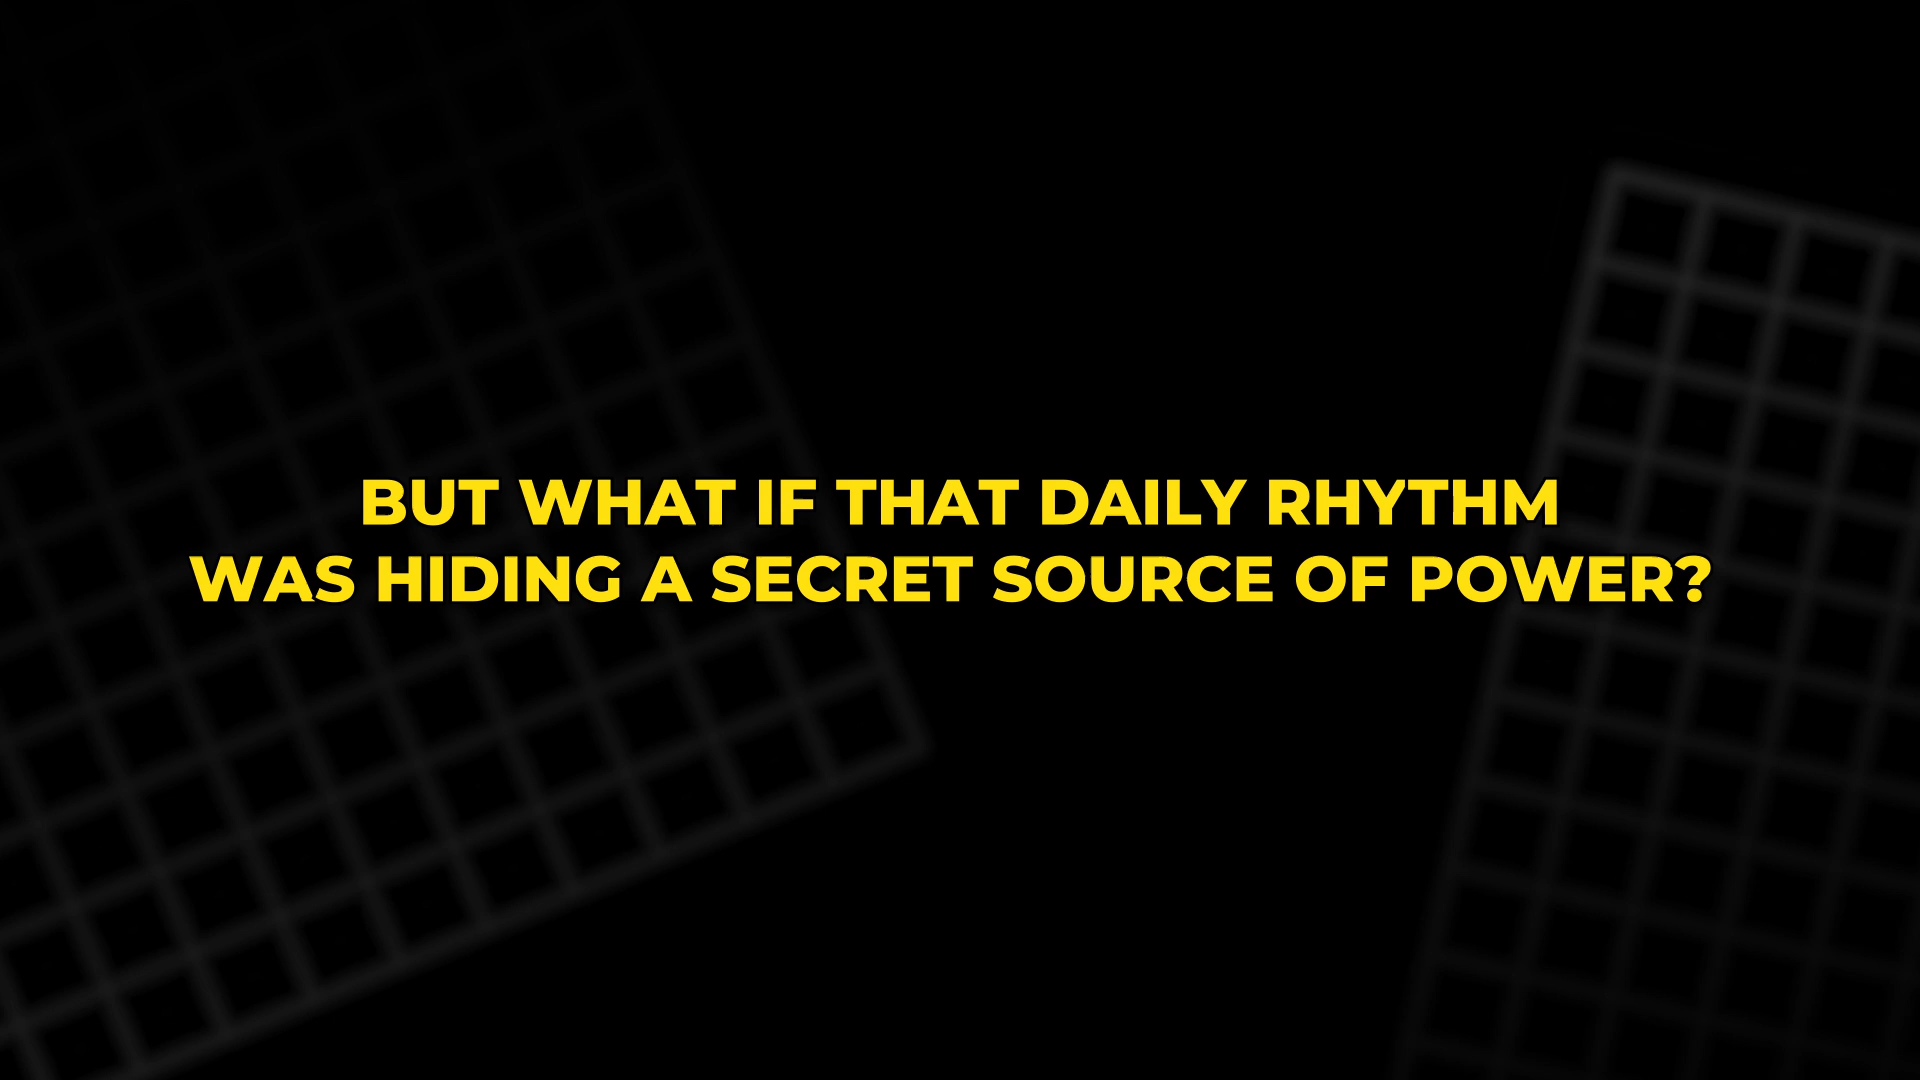 BUT WHAT IF THAT DAILY RHYTHM
WAS HIDING A SECRET SOURCE OF POWER?